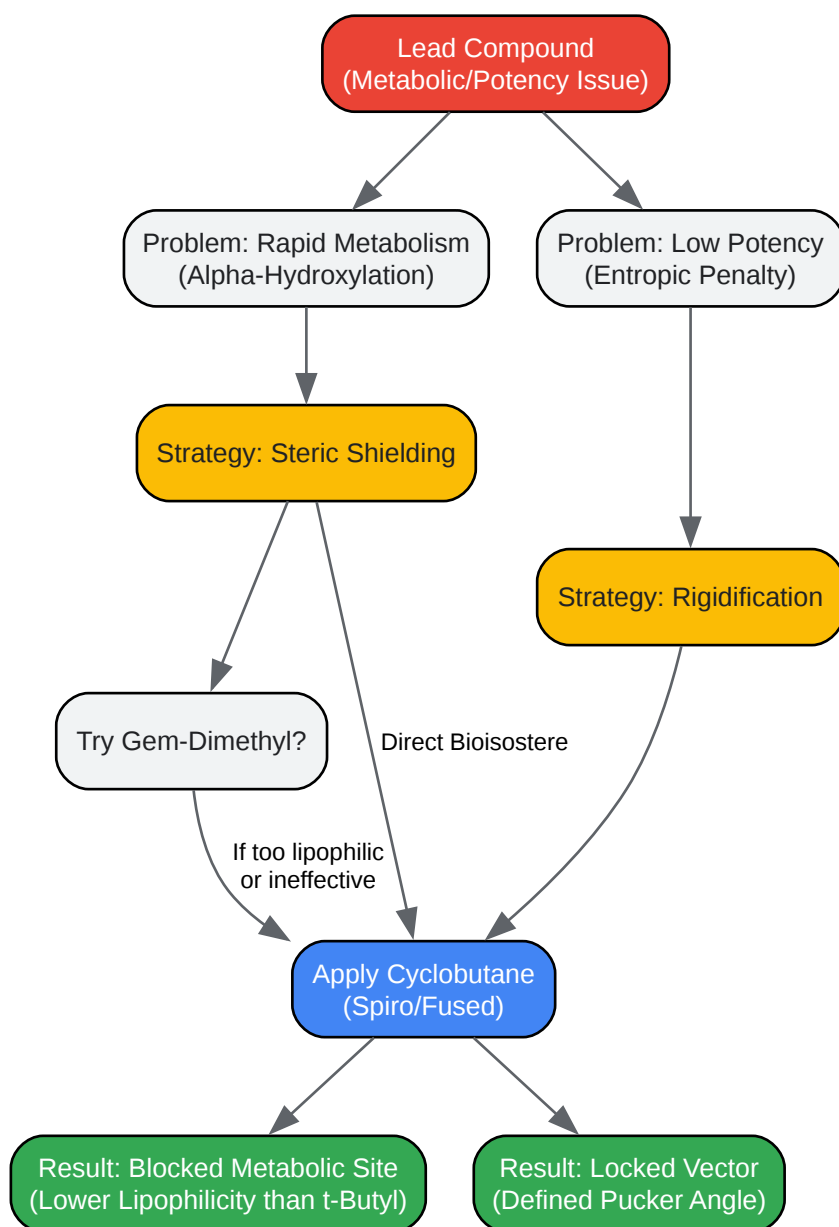 Lead Compound
(Metabolic/Potency Issue)
Problem: Rapid Metabolism
(Alpha-Hydroxylation)
Problem: Low Potency
(Entropic Penalty)
Strategy: Steric Shielding
Strategy: Rigidification
Try Gem-Dimethyl?
Direct Bioisostere
If too lipophilic
or ineffective
Apply Cyclobutane
(Spiro/Fused)
Result: Blocked Metabolic Site
(Lower Lipophilicity than t-Butyl)
Result: Locked Vector
(Defined Pucker Angle)